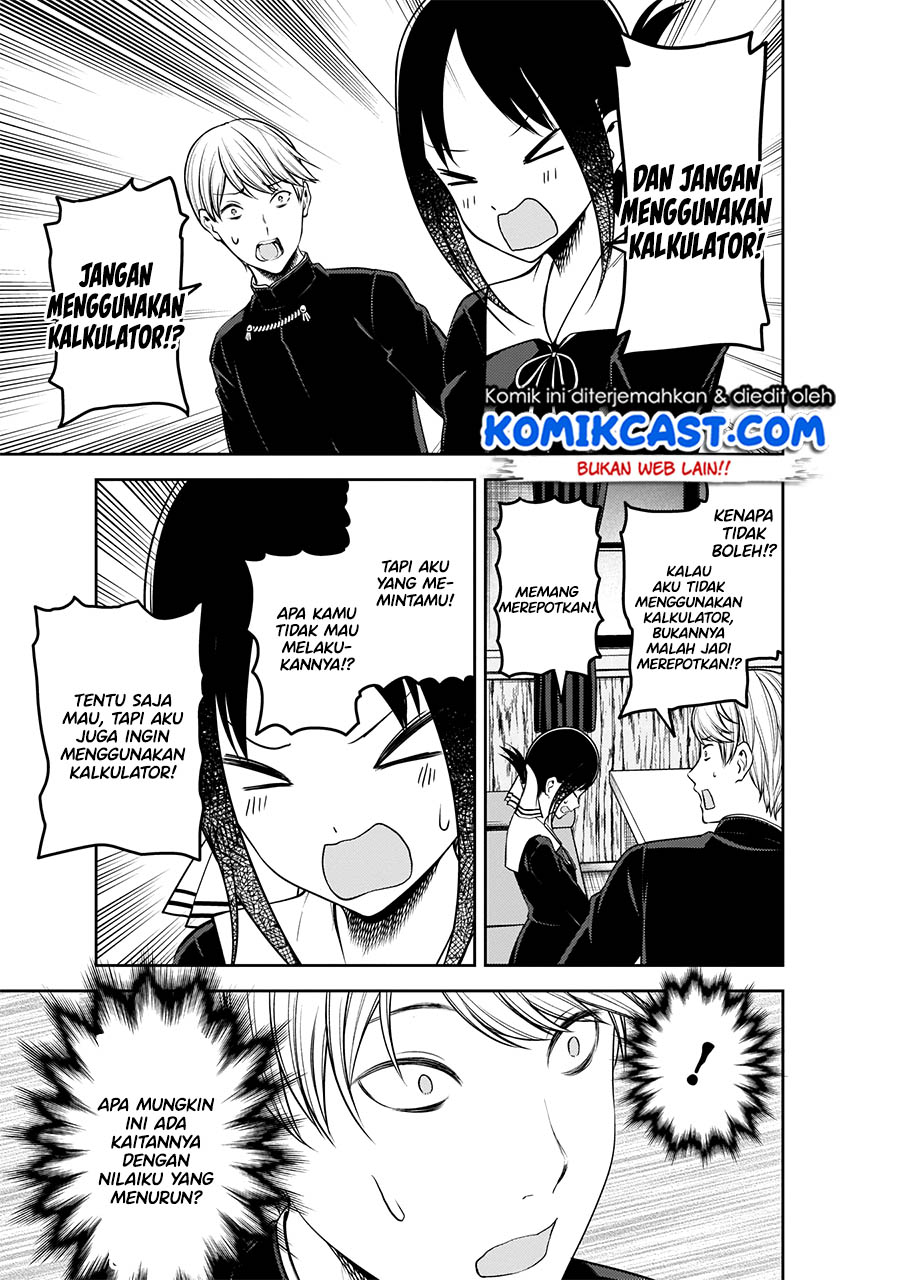 DAN JANGAN
MENGGUNAKAN
KALKULATOR!
JANGAN
MENGGUNAKAN
KALKULATOR!?
Komik ini diterjemahkan & diedit oleh
KOMIKCAST.COM
BUKAN WEB LAIN!!
KENAPA
TIDAK
BOLEH!?
KALAU
AKU TIDAK
MENGGUNAKAN
KALKULATOR,
BUKANNYA
MALAH JADI
MEREPOTKAN!?
MEMANG
MEREPOTKAN!
TAPI AKU
YANG ME-
MINTAMU!
APA KAMU
TIDAK MAU
MELAKU-
KANNYA!?
TENTU SAJA
MAU, TAPI AKU
JUGA INGIN
MENGGUNAKAN
KALKULATOR!
!
APA MUNGKIN
INI ADA
KAITANNYA
DENGAN
NILAIKU YANG
MENURUN?